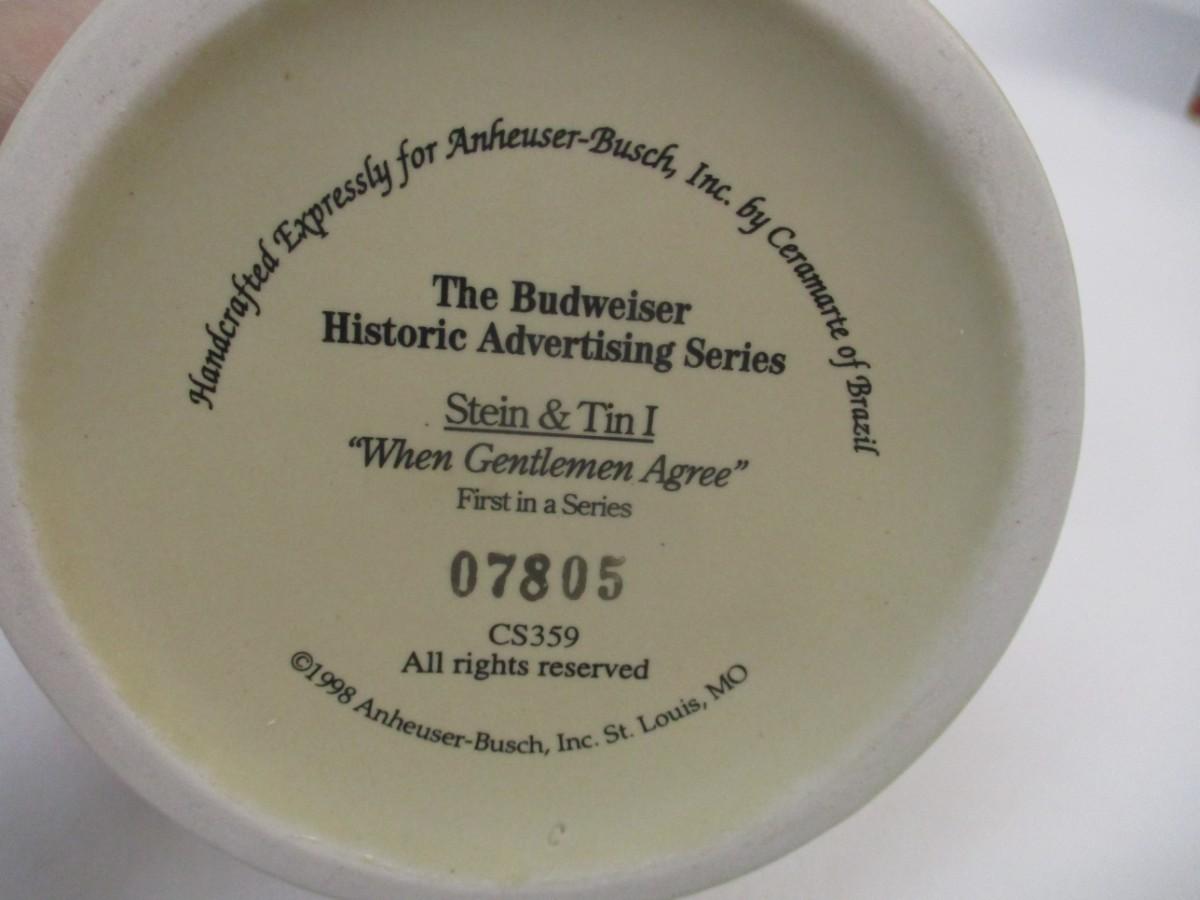 Handcrafted Expressly for Anheuser-Busch, Inc. by Ceramarte of Brazil
The Budweiser
Historic Advertising Series
Stein & Tin I
“When Gentlemen Agree”
First in a Series
07805
CS359
All rights reserved
©1998 Anheuser-Busch, Inc. St. Louis, MO